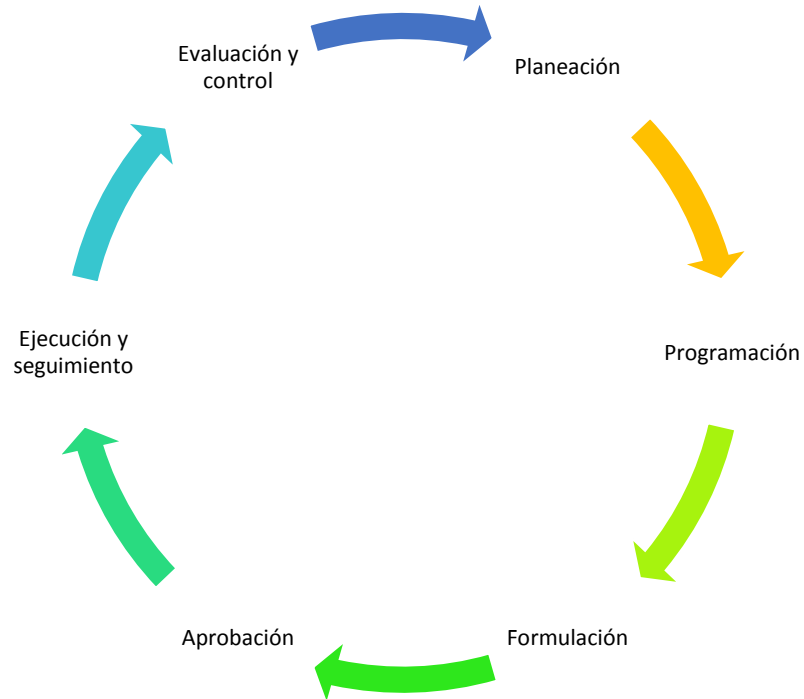 Evaluación y
control
Planeación
Programación
Formulación
Aprobación
Ejecución y
seguimiento